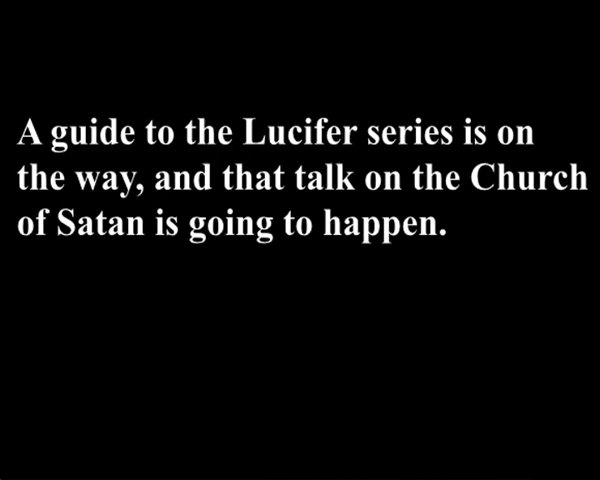 A guide to the Lucifer series is on
the way, and that talk on the Church
of Satan is going to happen.